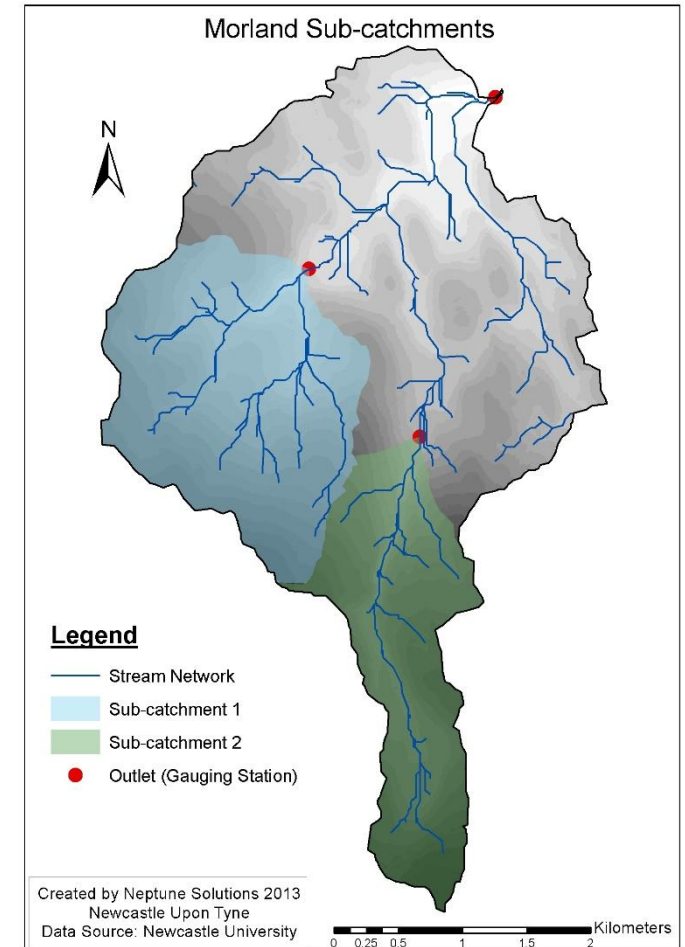 Morland Sub-catchments
N
Legend
Stream Network
Sub-catchment 1
Sub-catchment 2
Outlet (Gauging Station)
Created by Neptune Solutions 2013
Newcastle Upon Tyne
Data Source: Newcastle University
Kilometers
0 0.25 0.5 1 1.5 2